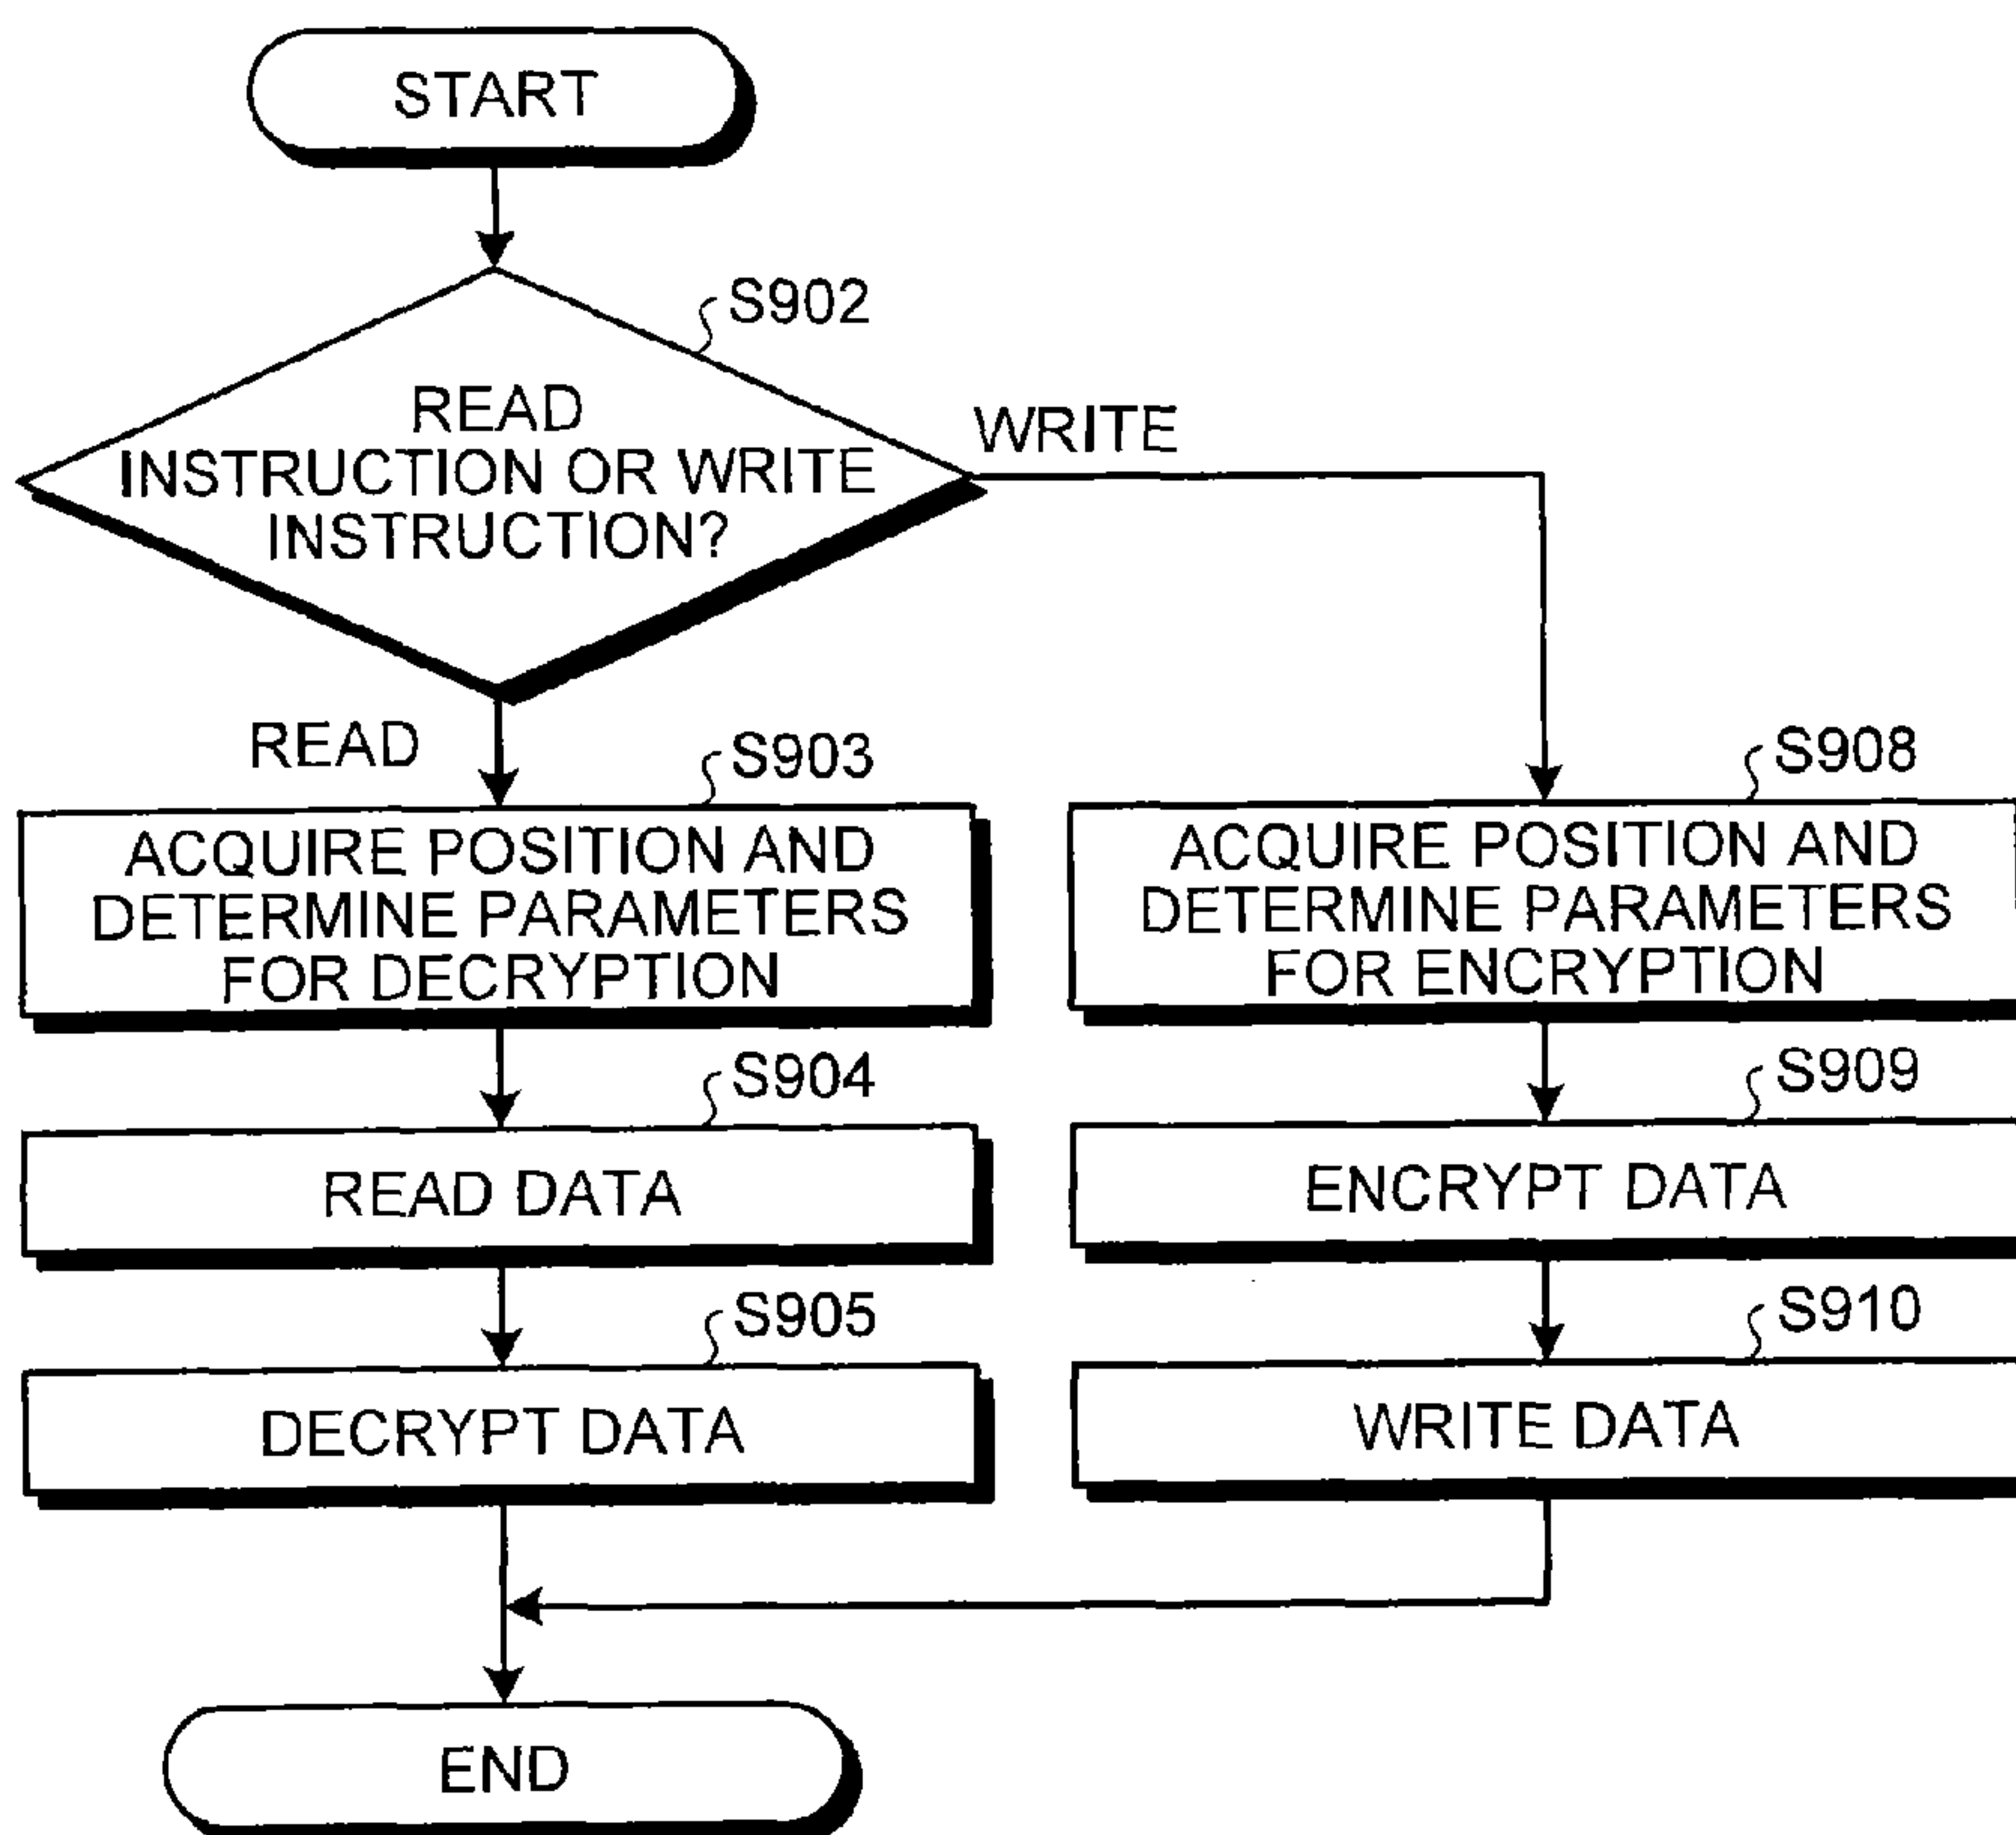 START
S902
READ
INSTRUCTION OR WRITE
INSTRUCTION?
WRITE
READ
S903
ACQUIRE POSITION AND
DETERMINE PARAMETERS
FOR DECRYPTION
S908
ACQUIRE POSITION AND
DETERMINE PARAMETERS
FOR ENCRYPTION
S904
READ DATA
S909
ENCRYPT DATA
S905
DECRYPT DATA
S910
WRITE DATA
END